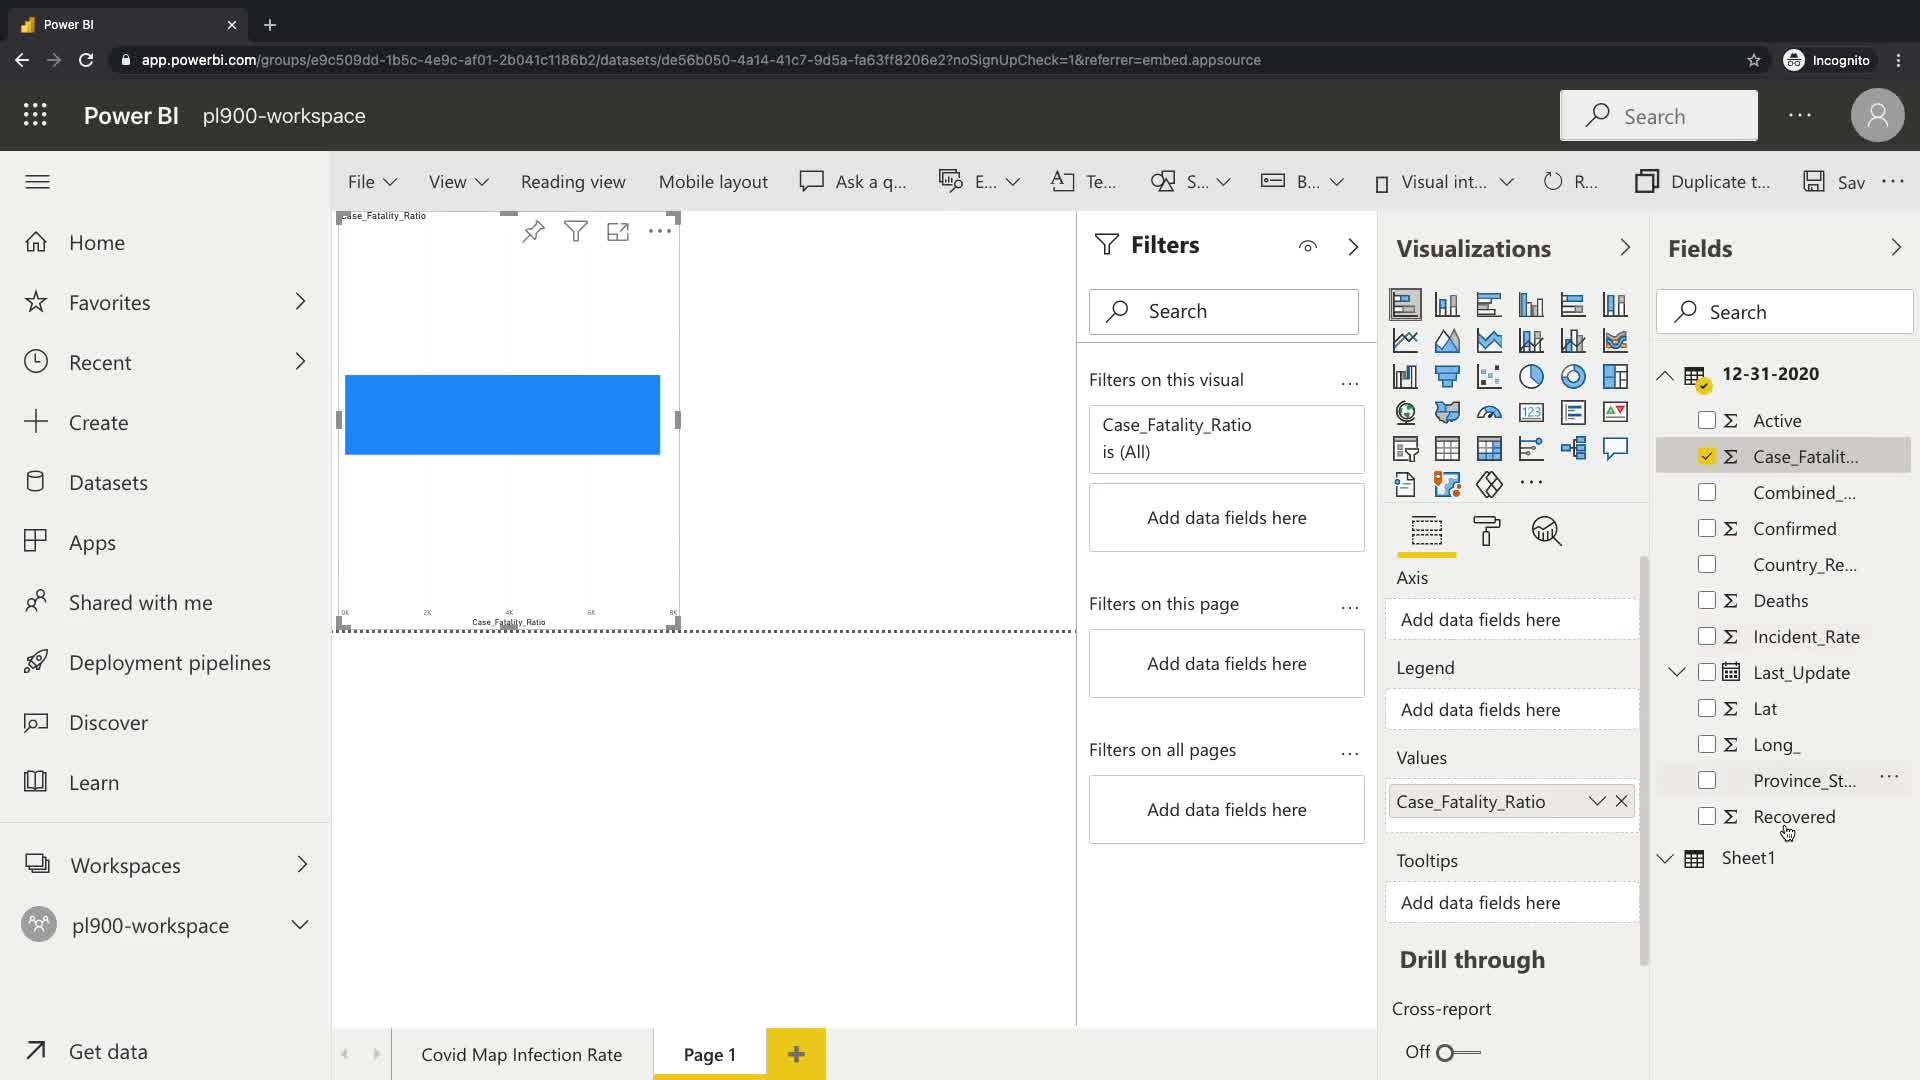 Power BI
app.powerbi.com/groups/e9c509dd-1b5c-4e9c-af01-2b041c1186b2/datasets/de56b050-4a14-41c7-9d5a-fa63ff8206e2?noSignUpCheck=1&referrer=embed.appsource
Incognito
Power BI pl900-workspace
Search
File View Reading view Mobile layout Ask a q... E... Te... S... B... Visual int... R... Duplicate t... Sav
Home
Favorites
Recent
Create
Datasets
Apps
Shared with me
Deployment pipelines
Discover
Learn
Workspaces
pl900-workspace
Get data
Case_Fatality_Ratio
0K 2K 4K 6K 8K
Case_Fatality_Ratio
Covid Map Infection Rate
Page 1
Filters
Search
Filters on this visual
Case_Fatality_Ratio
is (All)
Add data fields here
Filters on this page
Add data fields here
Filters on all pages
Add data fields here
Visualizations
123
Axis
Add data fields here
Legend
Add data fields here
Values
Case_Fatality_Ratio
Tooltips
Add data fields here
Drill through
Cross-report
Off
Fields
Search
12-31-2020
Active
Case_Fatalit...
Combined_...
Confirmed
Country_Re...
Deaths
Incident_Rate
Last_Update
Lat
Long_
Province_St...
Recovered
Sheet1